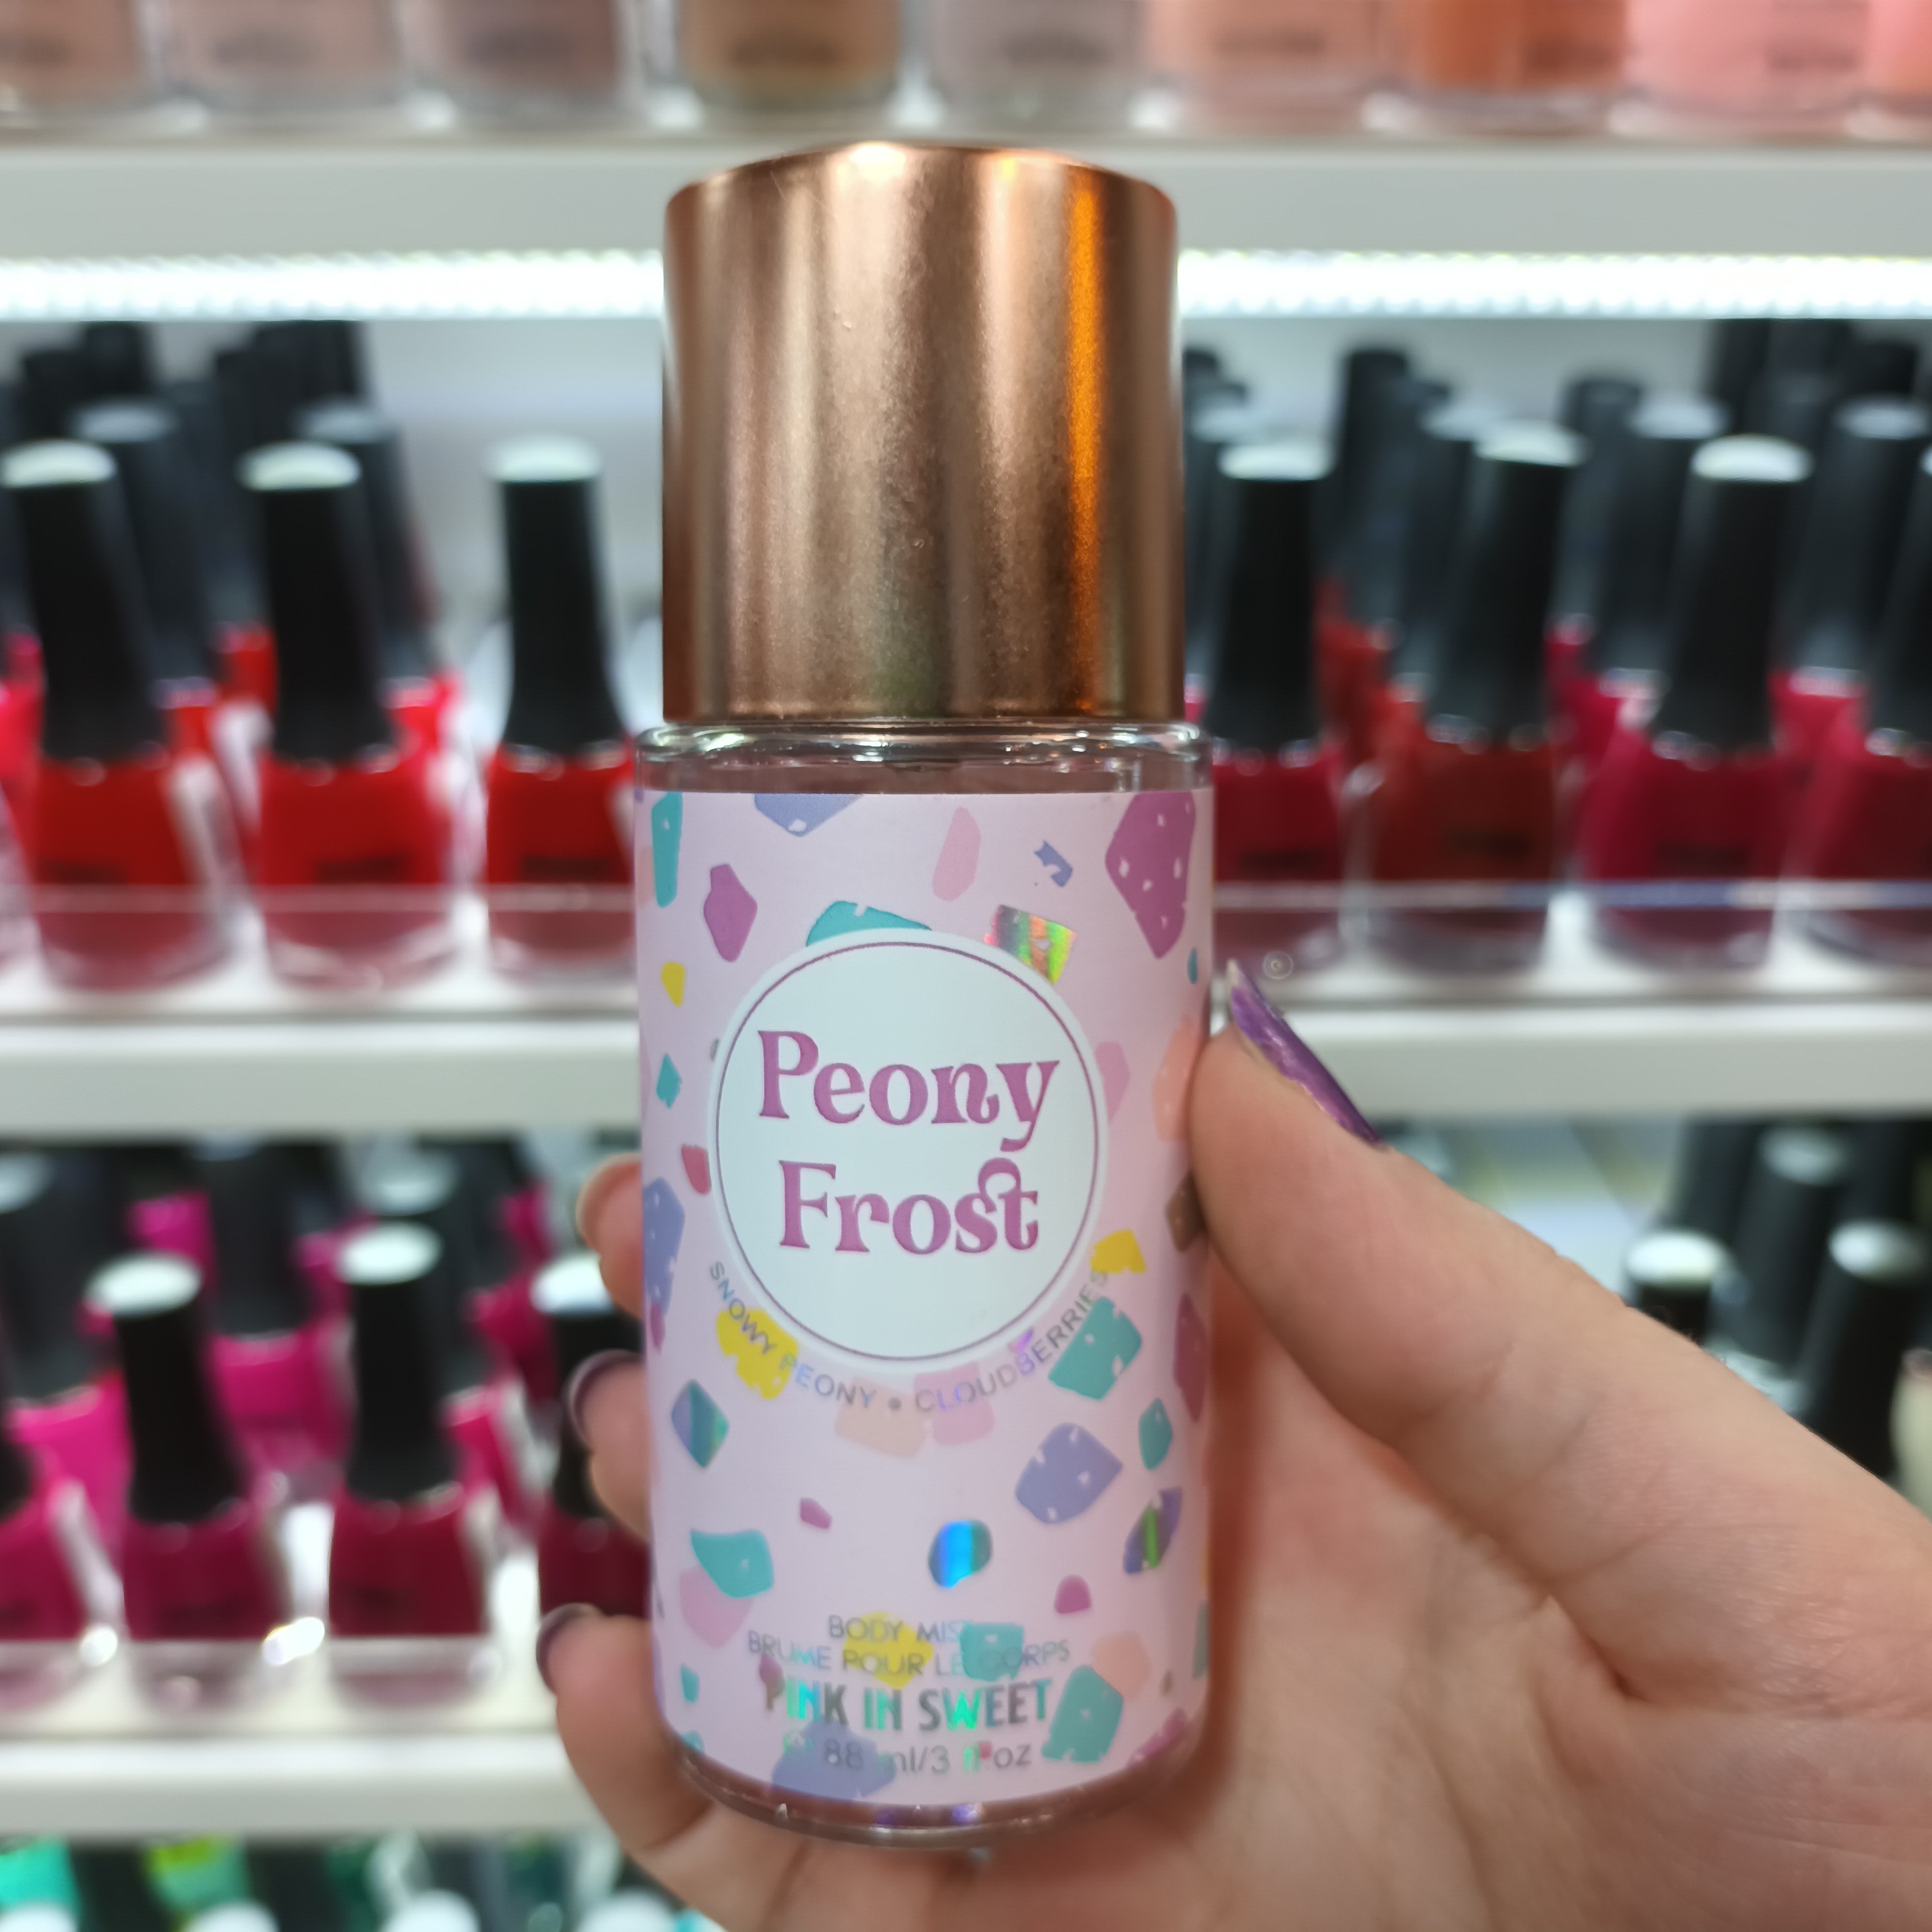 Peony
Frost
SNOWY PEONY • CLOUDBERRIES
BODY MIST
BRUME POUR LE CORPS
PINK IN SWEET
88 ml/3 fl oz